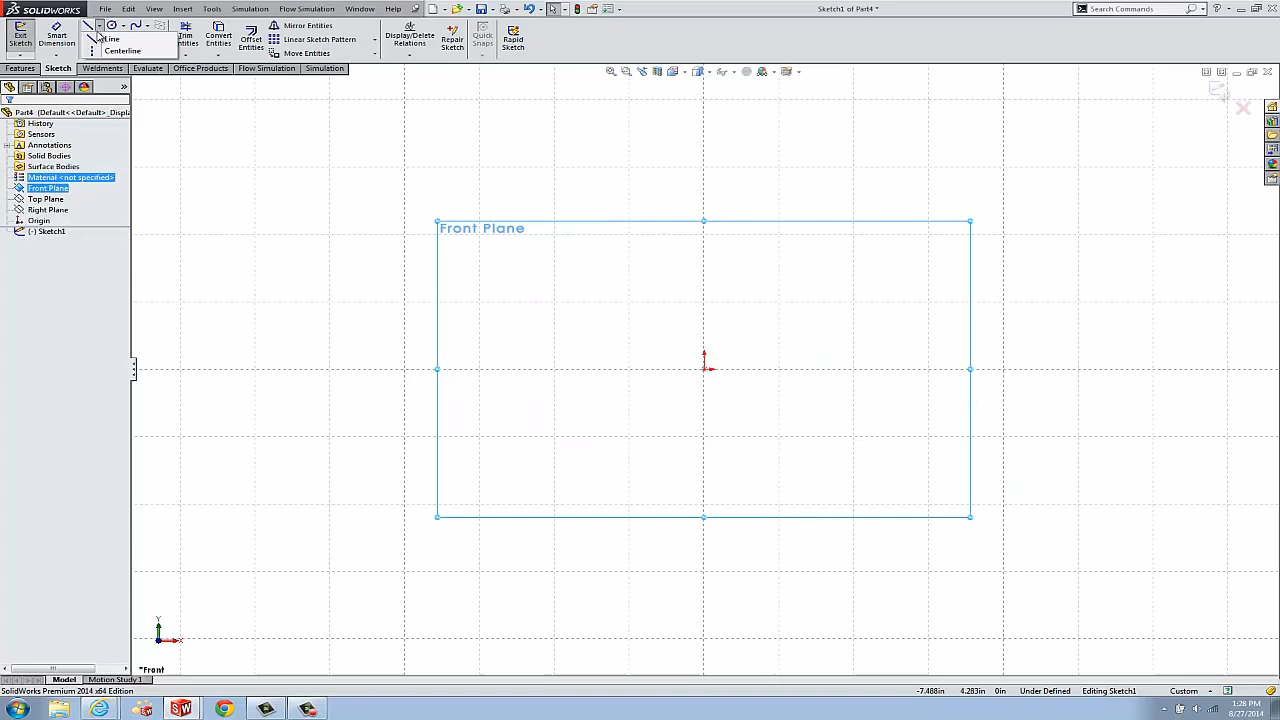 SOLIDWORKS File Edit View Insert Tools Simulation Flow Simulation Window Help Sketch1 of Part4 * Search Commands
Exit Sketch
Smart Dimension
Line
Centerline
Trim Entities
Convert Entities
Offset Entities
Mirror Entities
Linear Sketch Pattern
Move Entities
Display/Delete Relations
Repair Sketch
Quick Snaps
Rapid Sketch
Features Sketch Weldments Evaluate Office Products Flow Simulation Simulation
Part4 (Default<<Default>_Displa
History
Sensors
Annotations
Solid Bodies
Surface Bodies
Material <not specified>
Front Plane
Top Plane
Right Plane
Origin
(-) Sketch1
Front Plane
Y
X
*Front
Model Motion Study 1
SolidWorks Premium 2014 x64 Edition -7.488in 4.283in 0in Under Defined Editing Sketch1 Custom
1:28 PM
8/27/2014